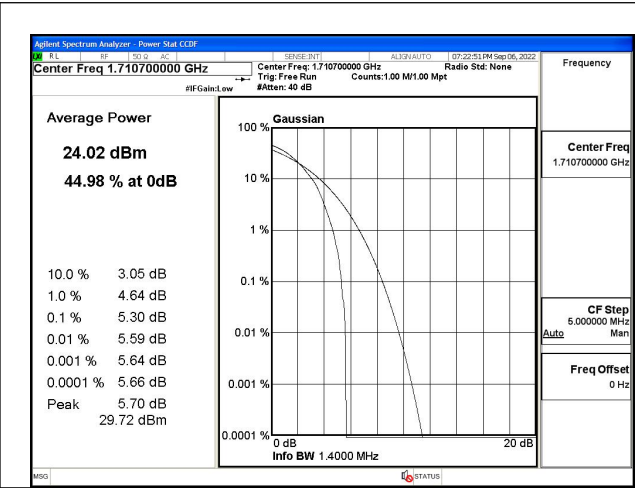 Agilent Spectrum Analyzer - Power Stat CCDF
RL RF 50 Ω AC SENSE:INT ALIGN AUTO 07:22:51 PM Sep 06, 2022
Center Freq 1.710700000 GHz
Center Freq: 1.710700000 GHz Radio Std: None
Trig: Free Run Counts:1.00 M/1.00 Mpt
#IFGain:Low #Atten: 40 dB
Frequency
Average Power
24.02 dBm
44.98 % at 0dB
10.0 % 3.05 dB
1.0 % 4.64 dB
0.1 % 5.30 dB
0.01 % 5.59 dB
0.001 % 5.64 dB
0.0001 % 5.66 dB
Peak 5.70 dB
29.72 dBm
Gaussian
100 %
10 %
1 %
0.1 %
0.01 %
0.001 %
0.0001 %
0 dB 20 dB
Info BW 1.4000 MHz
Center Freq
1.710700000 GHz
CF Step
5.000000 MHz
Auto Man
Freq Offset
0 Hz
MSG STATUS